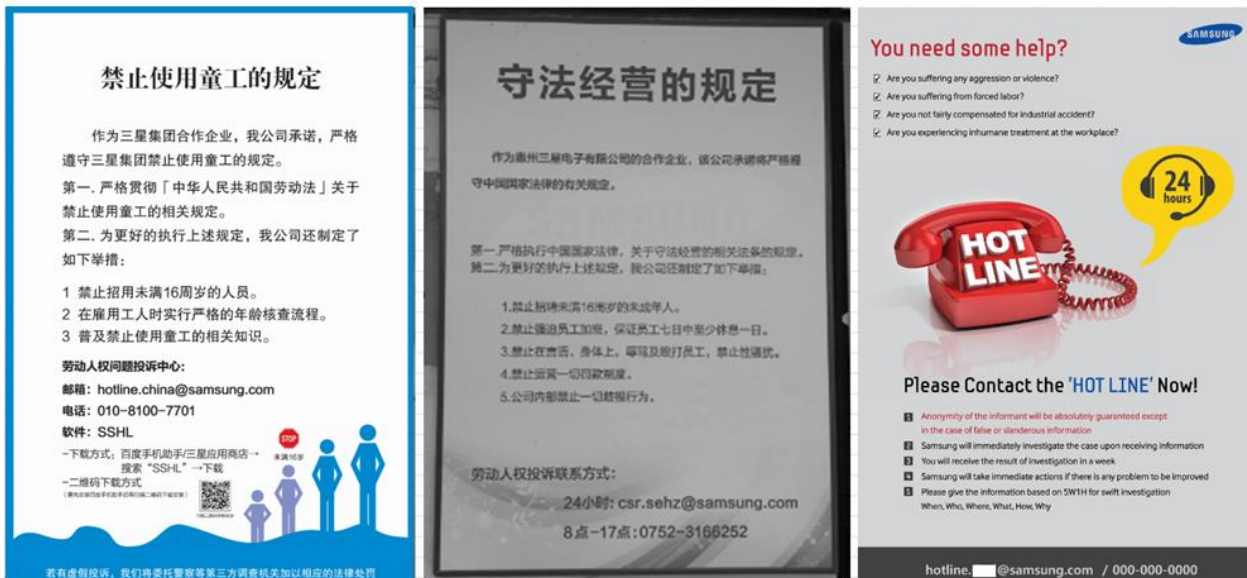 禁止使用童工的规定
作为三星集团合作企业，我公司承诺，严格
遵守三星集团禁止使用童工的规定。
第一．严格贯彻「中华人民共和国劳动法」关于
禁止使用童工的相关规定。
第二．为更好的执行上述规定，我公司还制定了
如下举措：
1 禁止招用未满16周岁的人员。
2 在雇用工人时实行严格的年龄核查流程。
3 普及禁止使用童工的相关知识。
劳动人权问题投诉中心：
邮箱：hotline.china@samsung.com
电话：010-8100-7701
软件：SSHL
-下载方式：百度手机助手/三星应用商店→
搜索“SSHL”→下载
-二维码下载方式
STOP
未满16岁
若有虚假投诉，我们将委托警察等第三方调查机关加以相应的法律处罚
守法经营的规定
作为惠州三星电子有限公司的合作企业，该公司承诺将严格遵
守中国国家法律的有关规定。
SAMSUNG
第一.严格执行中国国家法律，关于守法经营的相关法条的规定。
第二.为更好的执行上述规定，我公司还制定了如下举措：
1.禁止招聘未满16周岁的未成年人。
2.禁止强迫员工加班，保证员工七日中至少休息一日。
3.禁止在言语、身体上，辱骂及殴打员工，禁止性骚扰。
4.禁止运营一切罚款制度。
5.公司内部禁止一切歧视行为。
劳动人权投诉联系方式：
24小时: csr.sehz@samsung.com
8点-17点:0752-3166252
SAMSUNG
You need some help?
Are you suffering any aggression or violence?
Are you suffering from forced labor?
Are you not fairly compensated for industrial accident?
Are you experiencing inhumane treatment at the workplace?
24
hours
HOT
LINE
Please Contact the 'HOT LINE' Now!
1 Anonymity of the informant will be absolutely guaranteed except
in the case of false or slanderous information
2 Samsung will immediately investigate the case upon receiving information
3 You will receive the result of investigation in a week
4 Samsung will take immediate actions if there is any problem to be improved
5 Please give the information based on 5W1H for swift investigation
When, Who, Where, What, How, Why
hotline. @samsung.com / 000-000-0000